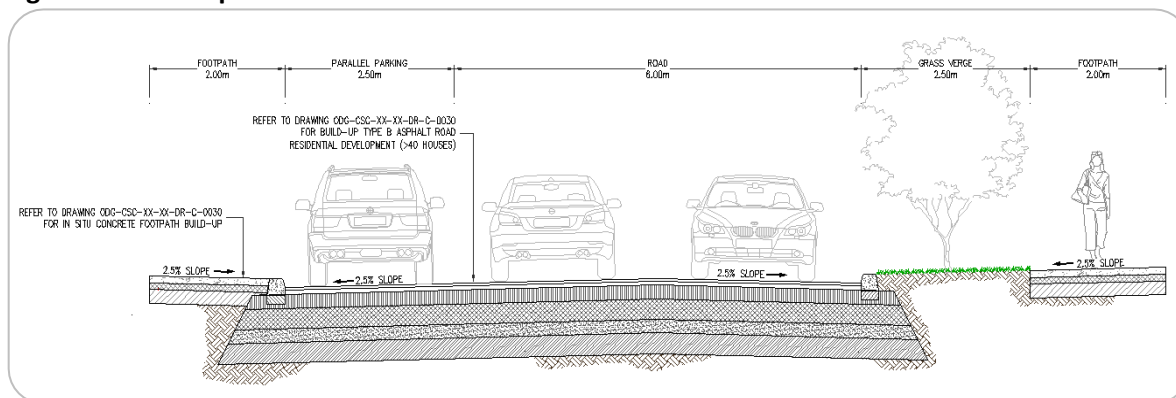 FOOTPATH
2.00m
PARALLEL PARKING
2.50m
ROAD
6.00m
GRASS VERGE
2.50m
FOOTPATH
2.00m
REFER TO DRAWING ODG-CSC-XX-XX-DR-C-0030
FOR BUILD-UP TYPE B ASPHALT ROAD
RESIDENTIAL DEVELOPMENT (>40 HOUSES)
REFER TO DRAWING ODG-CSC-XX-XX-DR-C-0030
FOR IN SITU CONCRETE FOOTPATH BUILD-UP
2.5% SLOPE
2.5% SLOPE
2.5% SLOPE
2.5% SLOPE